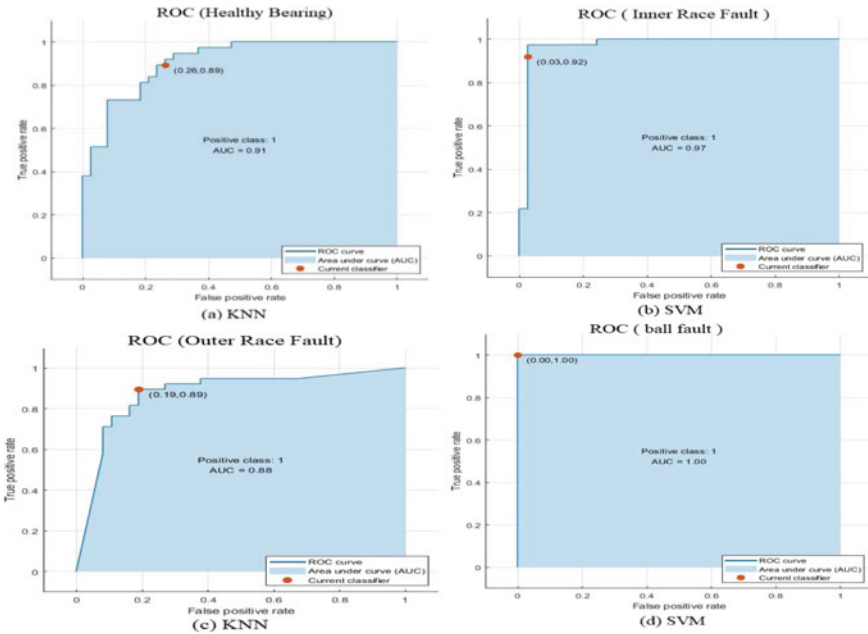 ROC (Healthy Bearing)
1
0.8
0.6
0.4
0.2
0
True positive rate
(0.26,0.89)
Positive class: 1
AUC = 0.91
ROC curve
Area under curve (AUC)
Current classifier
0 0.2 0.4 0.6 0.8 1
False positive rate
(a) KNN
ROC ( Inner Race Fault )
1
0.8
0.6
0.4
0.2
0
True positive rate
(0.03,0.92)
Positive class: 1
AUC = 0.97
ROC curve
Area under curve (AUC)
Current classifier
0 0.2 0.4 0.6 0.8 1
False positive rate
(b) SVM
ROC (Outer Race Fault)
1
0.8
0.6
0.4
0.2
0
True positive rate
(0.19,0.89)
Positive class: 1
AUC = 0.88
ROC curve
Area under curve (AUC)
Current classifier
0 0.2 0.4 0.6 0.8 1
False positive rate
(c) KNN
ROC ( ball fault )
1
0.8
0.6
0.4
0.2
0
True positive rate
(0.00,1.00)
Positive class: 1
AUC = 1.00
ROC curve
Area under curve (AUC)
Current classifier
0 0.2 0.4 0.6 0.8 1
False positive rate
(d) SVM